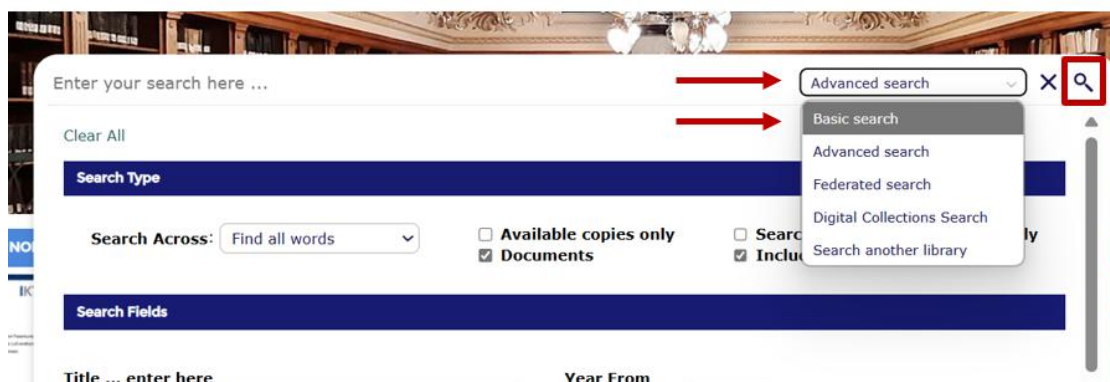 Enter your search here ...
Advanced search
Basic search
Clear All
Advanced search
Search Type
Federated search
Digital Collections Search
Search Across: Find all words
Available copies only
Documents
Search another library
Search Fields
Title ... enter here
Year From